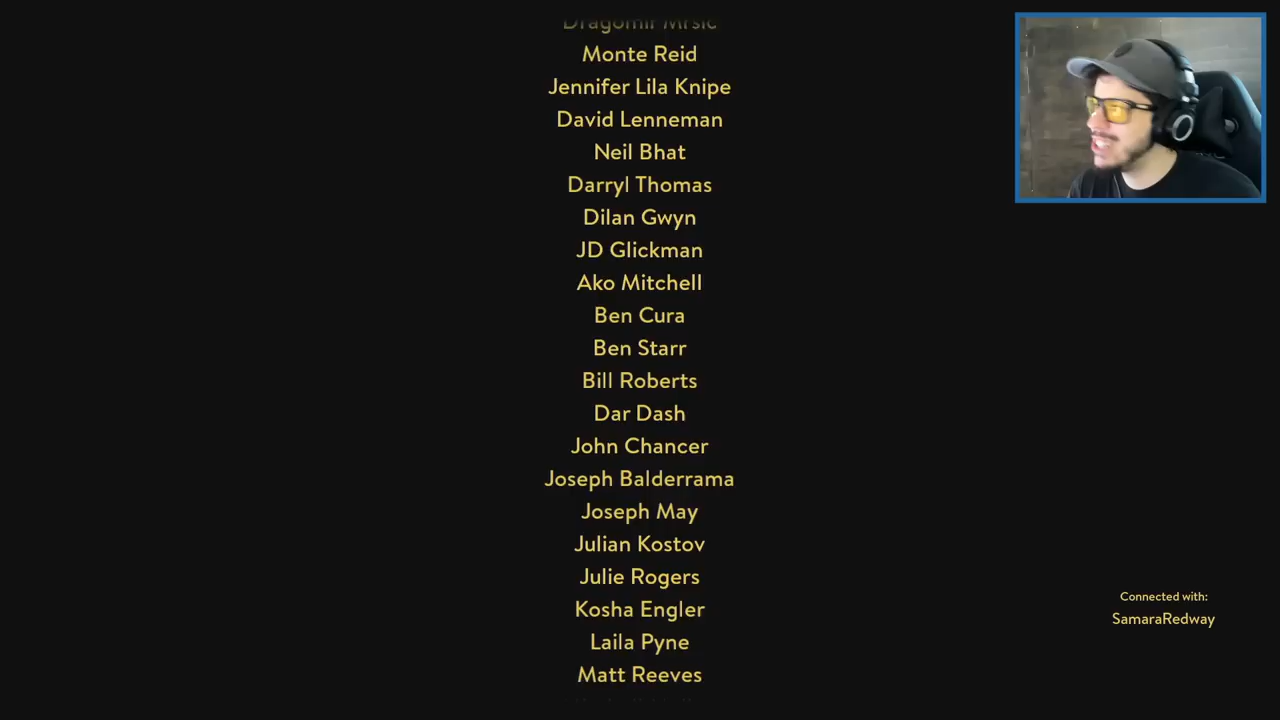 Dragomir Mrsic
Monte Reid
Jennifer Lila Knipe
David Lenneman
Neil Bhat
Darryl Thomas
Dilan Gwyn
JD Glickman
Ako Mitchell
Ben Cura
Ben Starr
Bill Roberts
Dar Dash
John Chancer
Joseph Balderrama
Joseph May
Julian Kostov
Julie Rogers
Kosha Engler
Laila Pyne
Matt Reeves
Connected with:
SamaraRedway